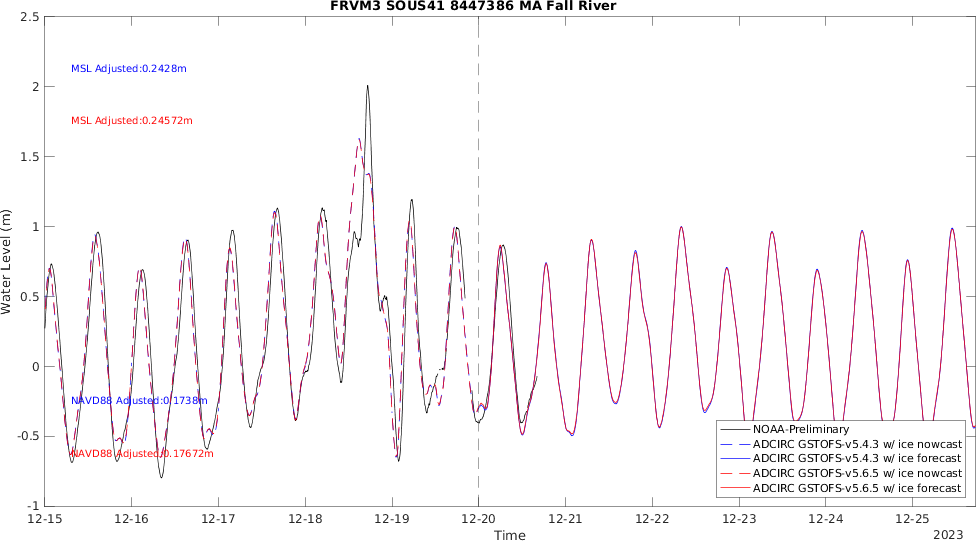 FRVM3 SOUS41 8447386 MA Fall River
2.5
2
1.5
1
0.5
0
-0.5
-1
Water Level (m)
MSL Adjusted:0.2428m
MSL Adjusted:0.24572m
NAVD88 Adjusted:0.1738m
NAVD88 Adjusted:0.17672m
NOAA-Preliminary
ADCIRC GSTOFS-v5.4.3 w/ ice nowcast
ADCIRC GSTOFS-v5.4.3 w/ ice forecast
ADCIRC GSTOFS-v5.6.5 w/ ice nowcast
ADCIRC GSTOFS-v5.6.5 w/ ice forecast
12-15 12-16 12-17 12-18 12-19 12-20 12-21 12-22 12-23 12-24 12-25
Time
2023